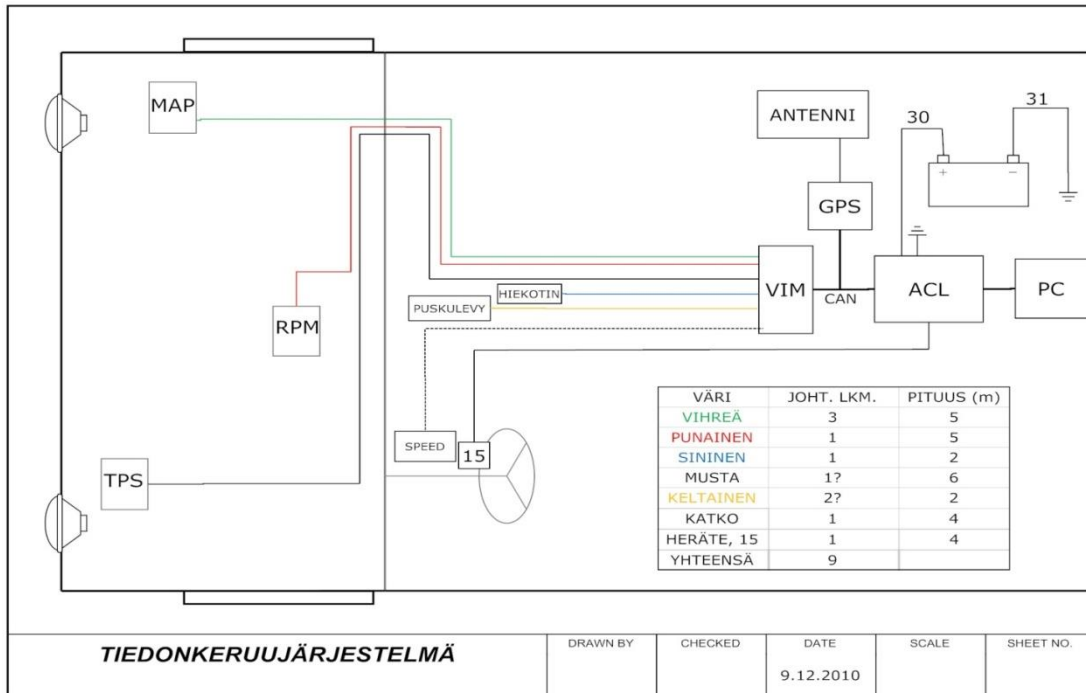 MAP
ANTENNI
30
31
+
−
GPS
HIEKOTIN
PUSKULEVY
VIM
CAN
ACL
PC
RPM
SPEED
15
TPS
VÄRI JOHT. LKM. PITUUS (m)
VIHREÄ 3 5
PUNAINEN 1 5
SININEN 1 2
MUSTA 1? 6
KELTAINEN 2? 2
KATKO 1 4
HERÄTE, 15 1 4
YHTEENSÄ 9
TIEDONKERUUJÄRJESTELMÄ
DRAWN BY
CHECKED
DATE
9.12.2010
SCALE
SHEET NO.